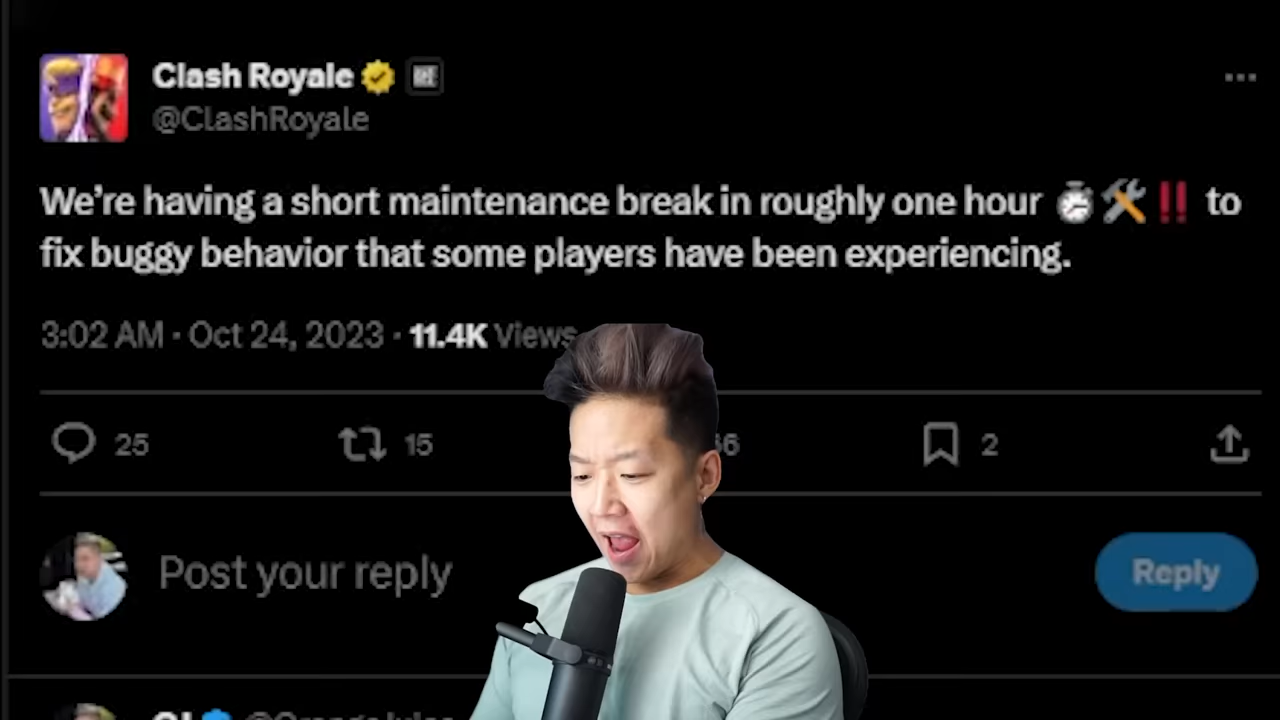 Clash Royale
@ClashRoyale
We're having a short maintenance break in roughly one hour ⏱️🛠️‼️ to
fix buggy behavior that some players have been experiencing.
3:02 AM · Oct 24, 2023 · 11.4K Views
25 15 2
Post your reply
Reply